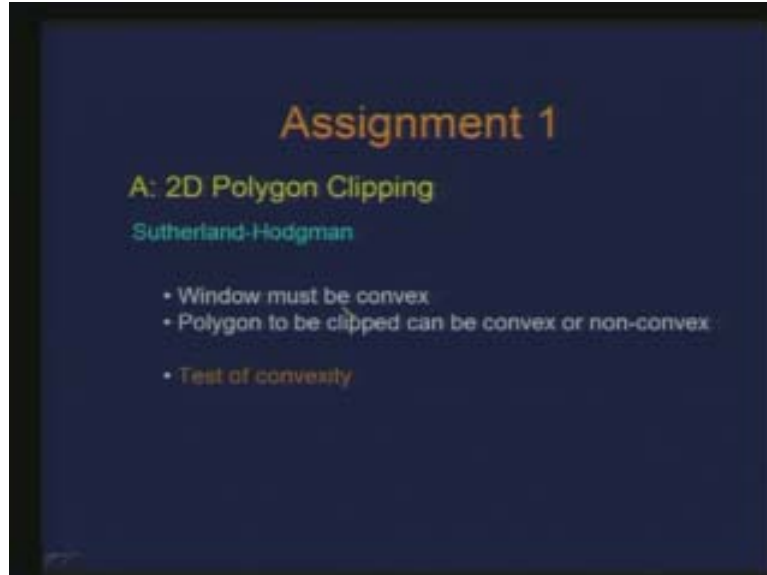 Assignment 1
A: 2D Polygon Clipping
Sutherland-Hodgman
• Window must be convex
• Polygon to be clipped can be convex or non-convex
• Test of convexity